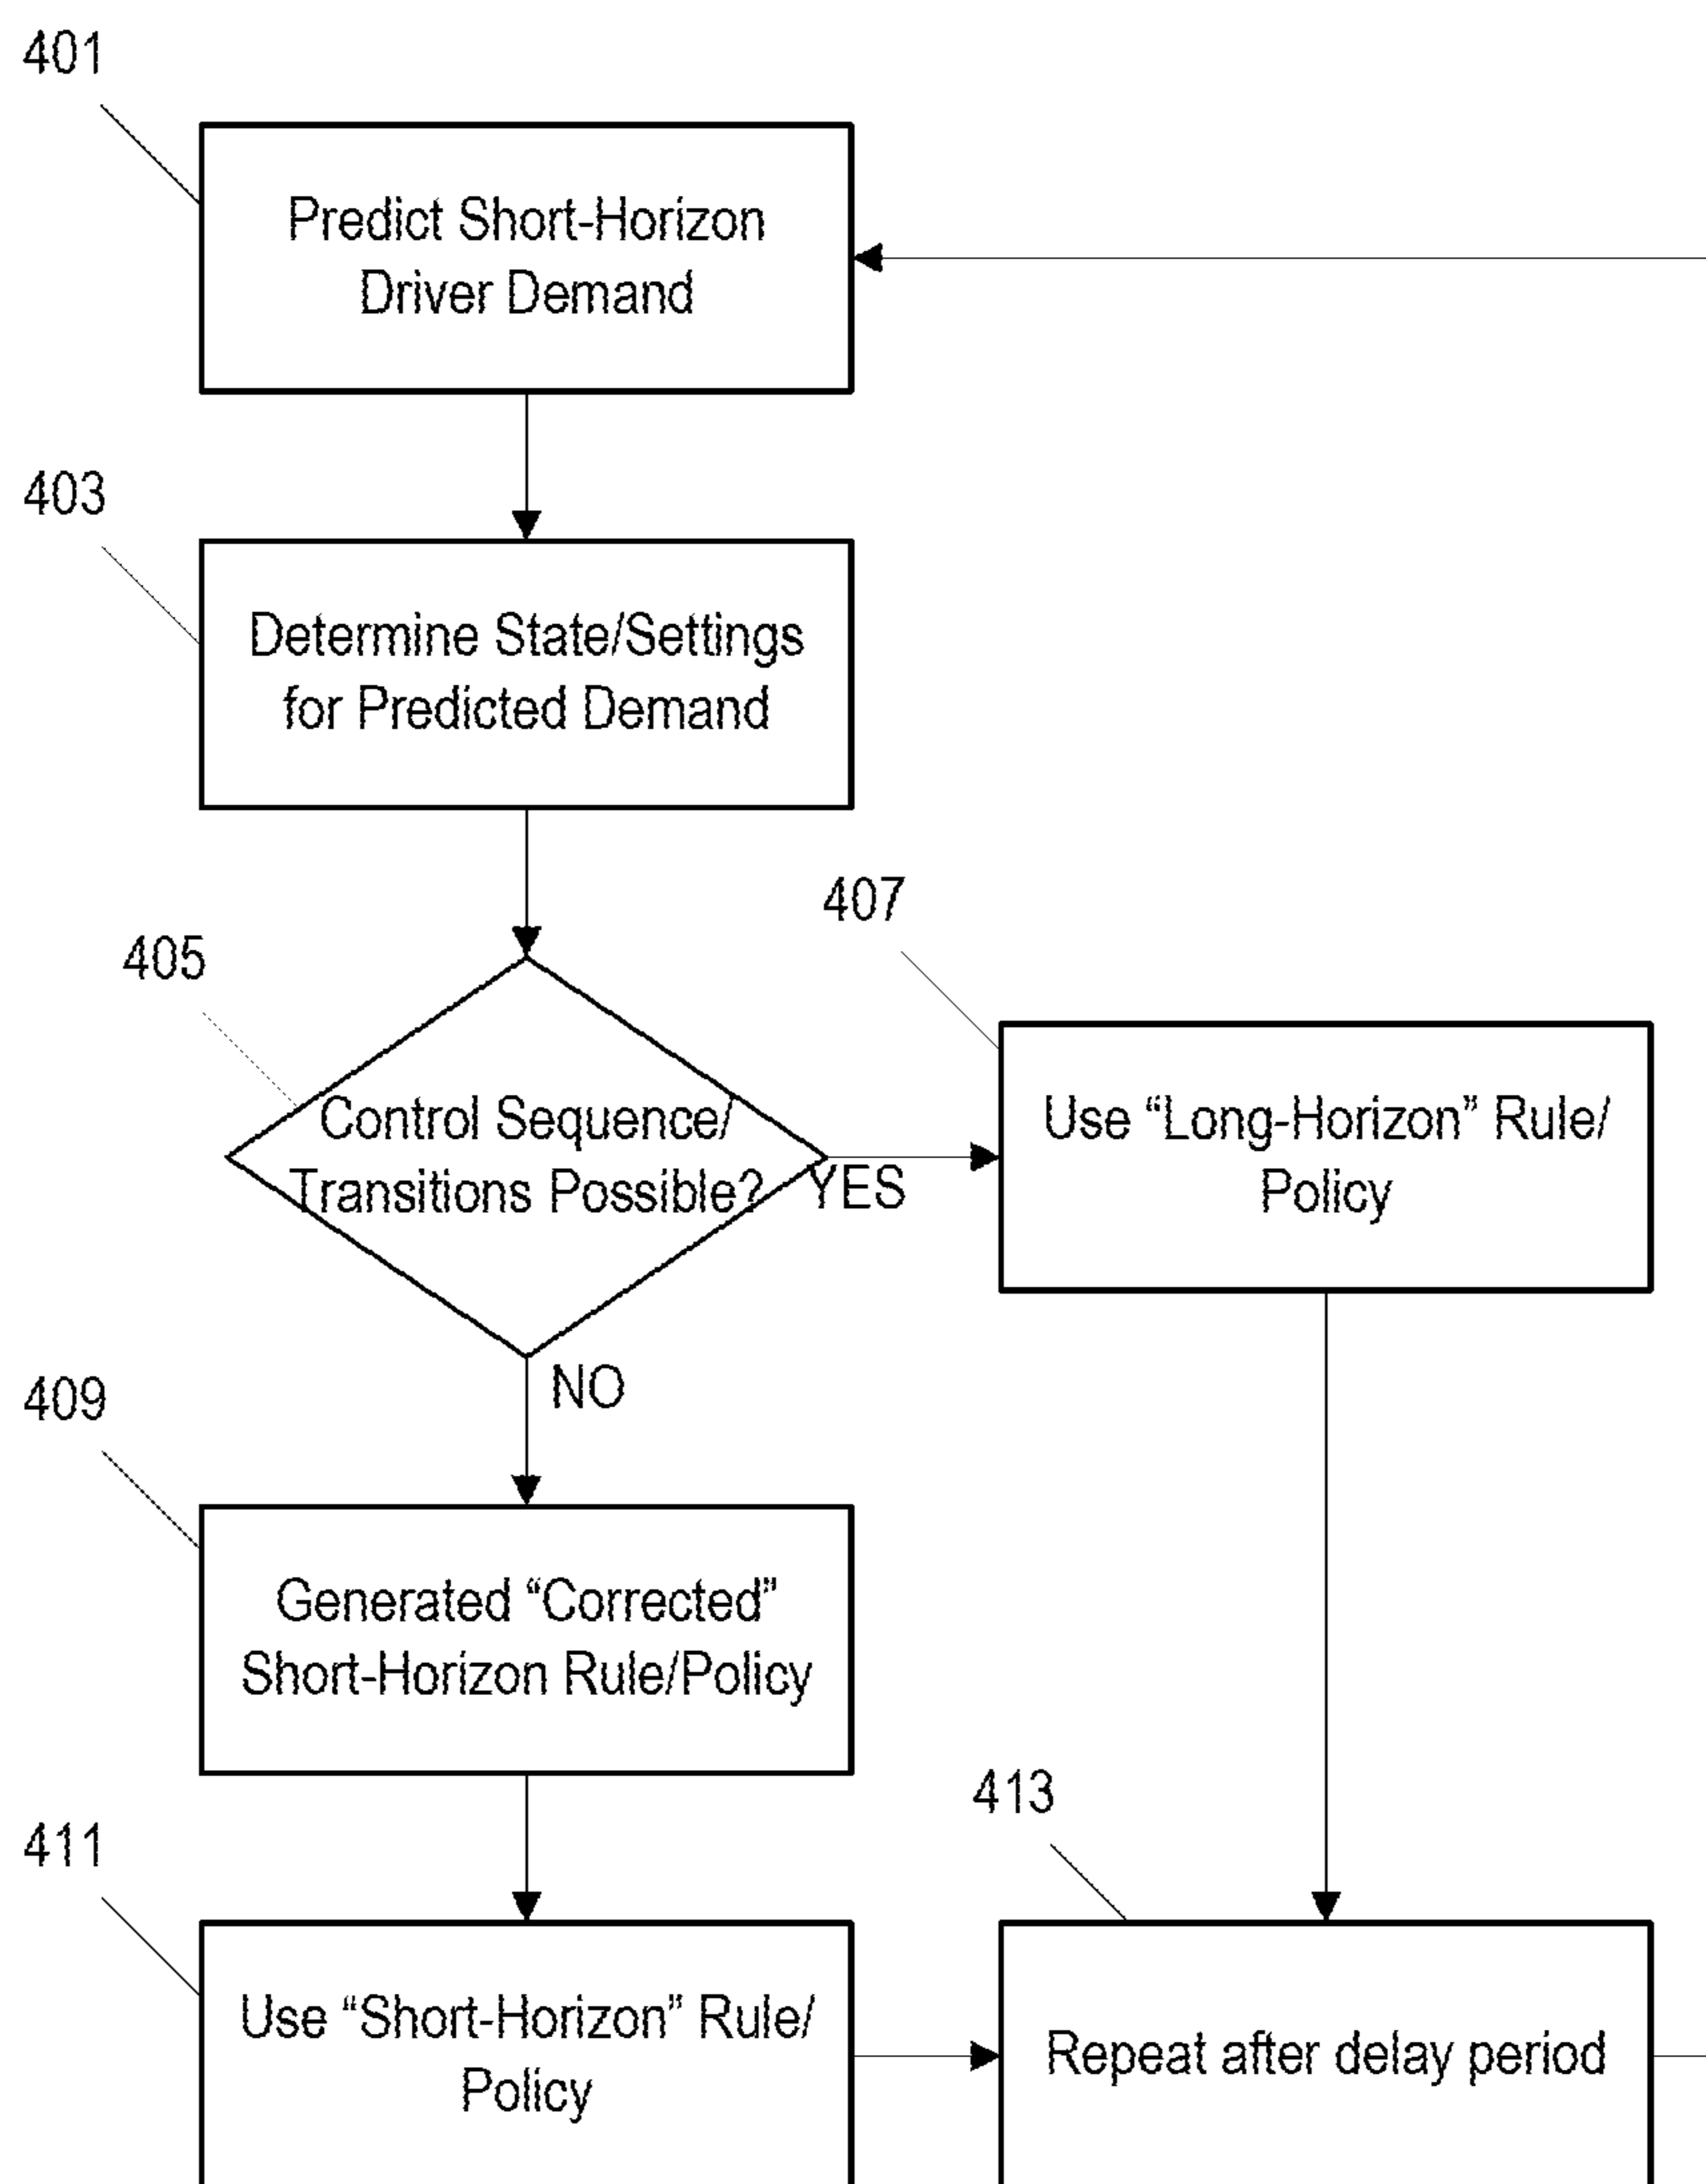 401
Predict Short-Horizon
Driver Demand
403
Determine State/Settings
for Predicted Demand
405
Control Sequence/
Transitions Possible?
YES
407
Use “Long-Horizon” Rule/
Policy
NO
409
Generated “Corrected”
Short-Horizon Rule/Policy
411
Use “Short-Horizon” Rule/
Policy
413
Repeat after delay period